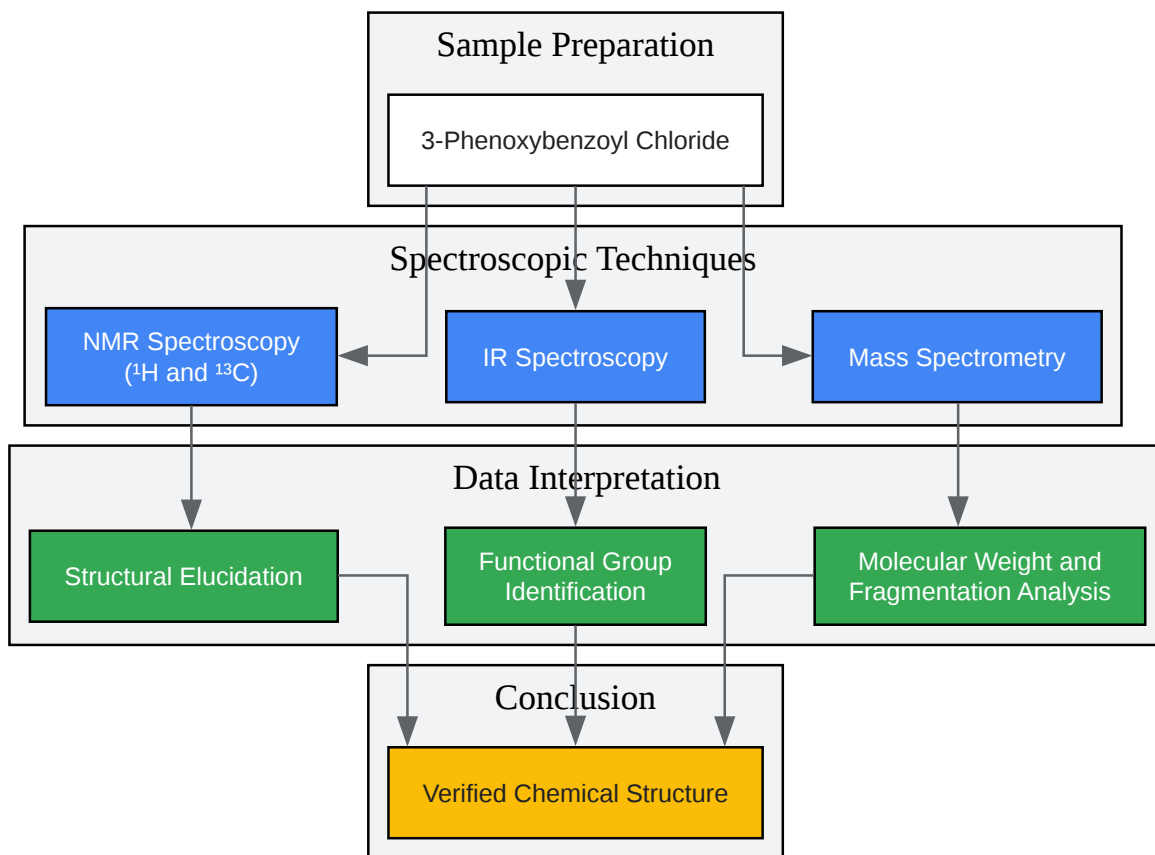 Sample Preparation
3-Phenoxybenzoyl Chloride
Spectroscopic Techniques
NMR Spectroscopy
(¹H and ¹³C)
IR Spectroscopy
Mass Spectrometry
Data Interpretation
Structural Elucidation
Functional Group
Identification
Molecular Weight and
Fragmentation Analysis
Conclusion
Verified Chemical Structure